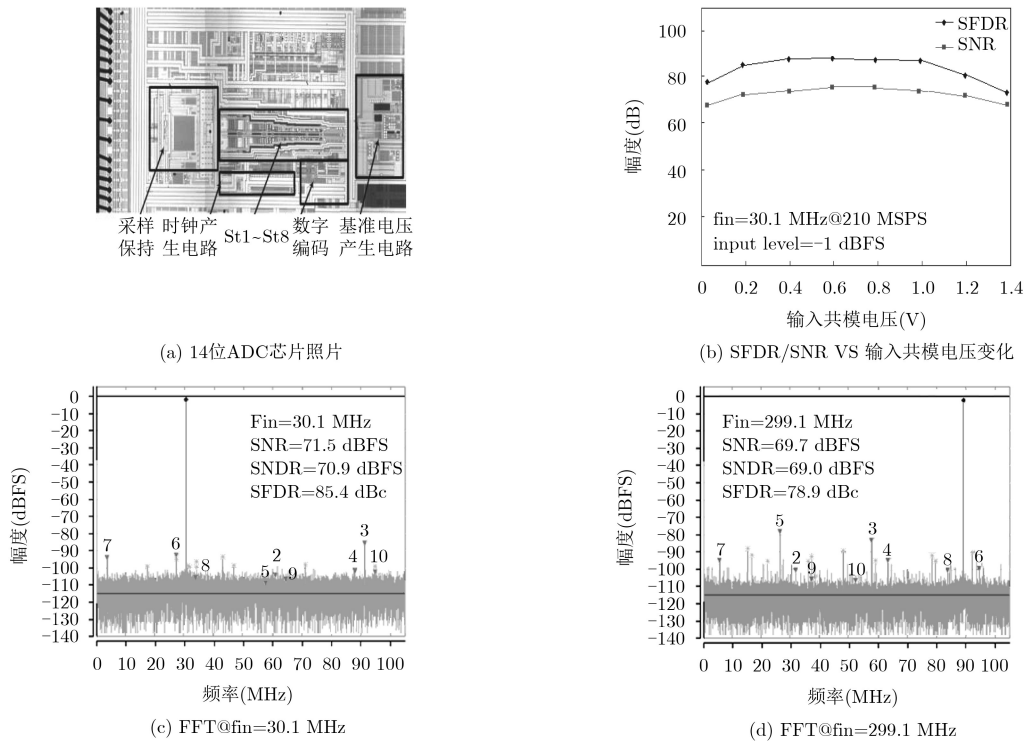 采样
保持
时钟产
生电路
St1~St8
数字
编码
基准电压
产生电路
(a) 14位ADC芯片照片
100
80
60
40
20
幅度(dB)
SFDR
SNR
fin=30.1 MHz@210 MSPS
input level=−1 dBFS
0 0.2 0.4 0.6 0.8 1.0 1.2 1.4
输入共模电压(V)
(b) SFDR/SNR VS 输入共模电压变化
0
−10
−20
−30
−40
−50
−60
−70
−80
−90
−100
−110
−120
−130
−140
幅度(dBFS)
Fin=30.1 MHz
SNR=71.5 dBFS
SNDR=70.9 dBFS
SFDR=85.4 dBc
7 6 8 5 2 9 4 3 10
0 10 20 30 40 50 60 70 80 90 100
频率(MHz)
(c) FFT@fin=30.1 MHz
0
−10
−20
−30
−40
−50
−60
−70
−80
−90
−100
−110
−120
−130
−140
幅度(dBFS)
Fin=299.1 MHz
SNR=69.7 dBFS
SNDR=69.0 dBFS
SFDR=78.9 dBc
7 5 2 9 10 3 4 8 6
0 10 20 30 40 50 60 70 80 90 100
频率(MHz)
(d) FFT@fin=299.1 MHz